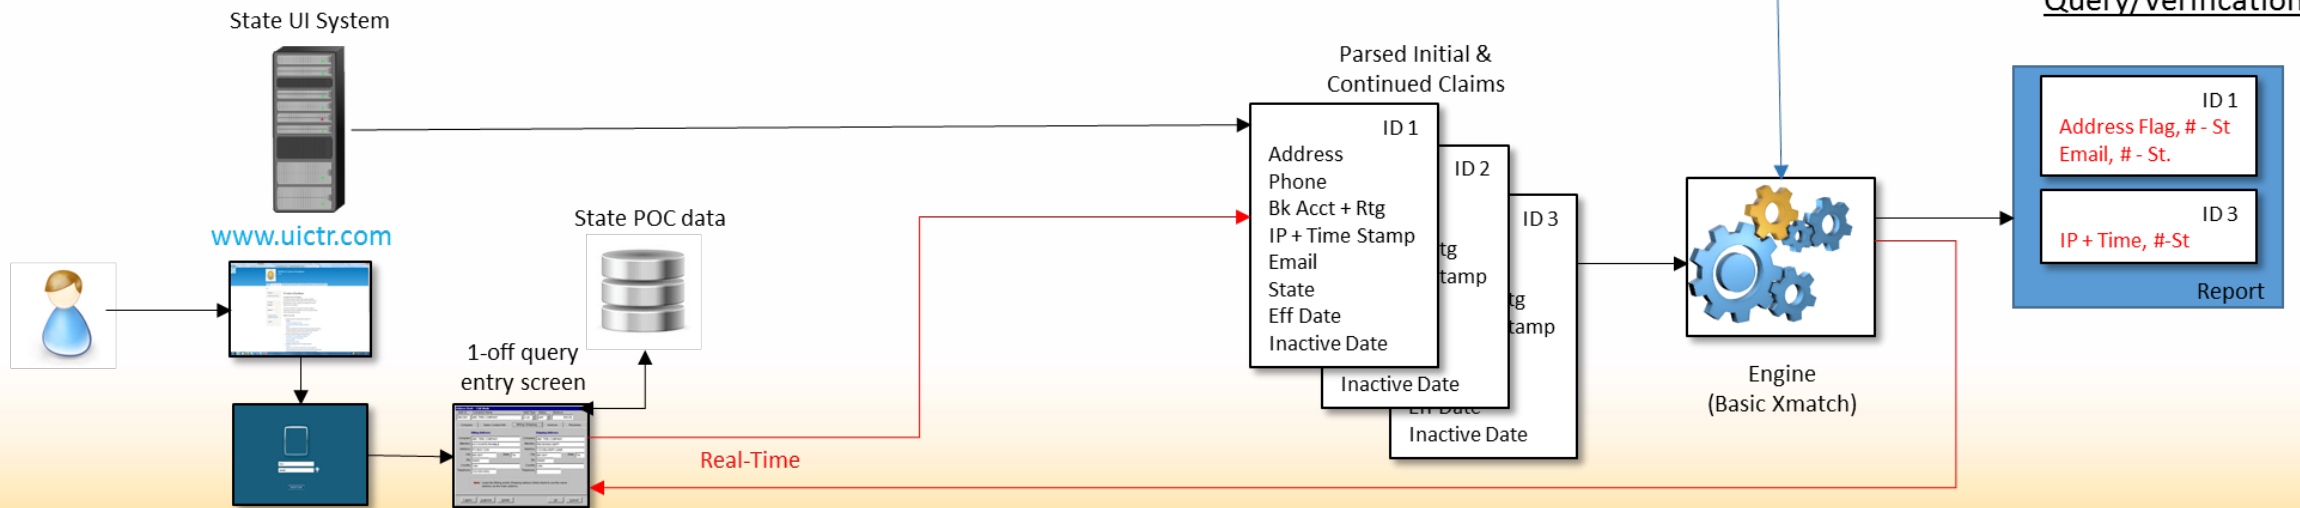 State UI System
Query/Verification
Parsed Initial &
Continued Claims
ID 1
Address
Phone
Bk Acct + Rtg
IP + Time Stamp
Email
State
Eff Date
Inactive Date
ID 2
rtg
tamp
Inactive Date
ID 3
tg
tamp
Eff Date
Inactive Date
ID 1
Address Flag, # - St
Email, # - St.
ID 3
IP + Time, #-St
Report
Engine
(Basic Xmatch)
www.uictr.com
State POC data
1-off query
entry screen
Real-Time